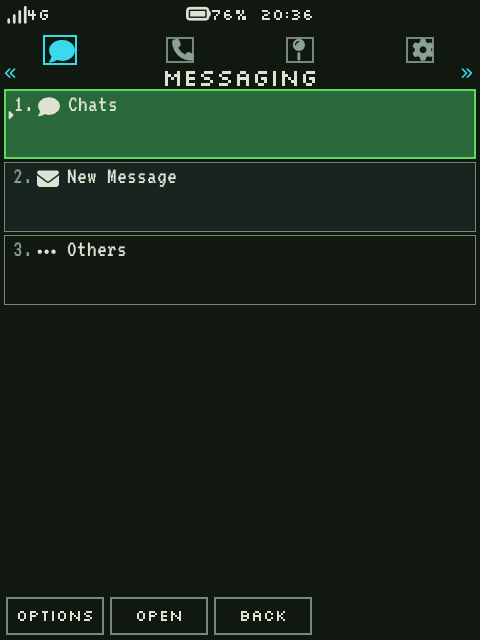 4G 76% 20:36
« MESSAGING »
1. Chats
2. New Message
3. Others
OPTIONS OPEN BACK